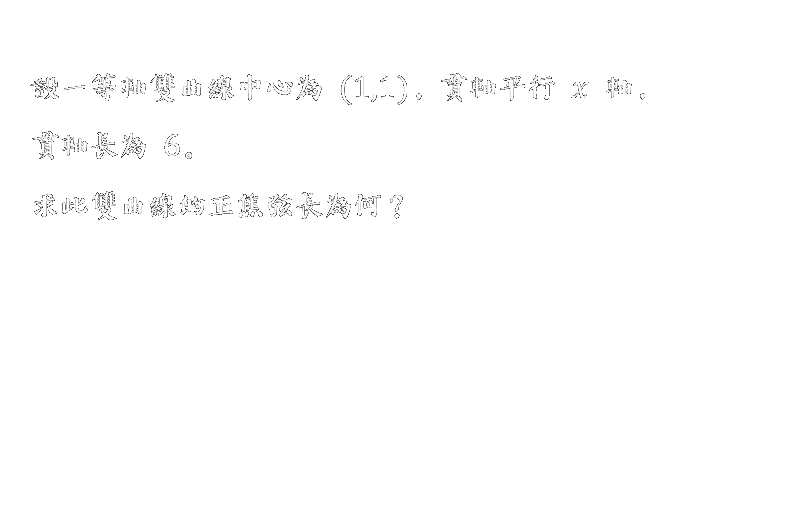 設一等軸雙曲線中心為 (1,1)，貫軸平行 x 軸，
貫軸長為 6。
求此雙曲線的正焦弦長為何？